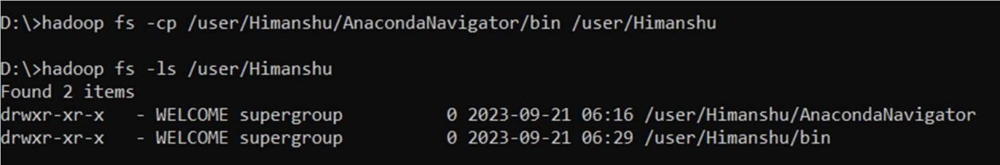 D:\>hadoop fs -cp /user/Himanshu/AnacondaNavigator/bin /user/Himanshu
D:\>hadoop fs -ls /user/Himanshu
Found 2 items
drwxr-xr-x   - WELCOME supergroup          0 2023-09-21 06:16 /user/Himanshu/AnacondaNavigator
drwxr-xr-x   - WELCOME supergroup          0 2023-09-21 06:29 /user/Himanshu/bin